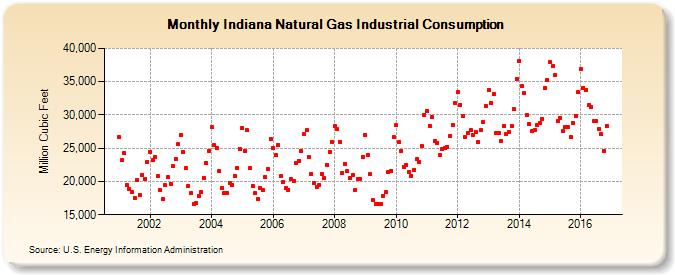 Monthly Indiana Natural Gas Industrial Consumption
Million Cubic Feet
40,000
35,000
30,000
25,000
20,000
15,000
2002 2004 2006 2008 2010 2012 2014 2016
Source: U.S. Energy Information Administration